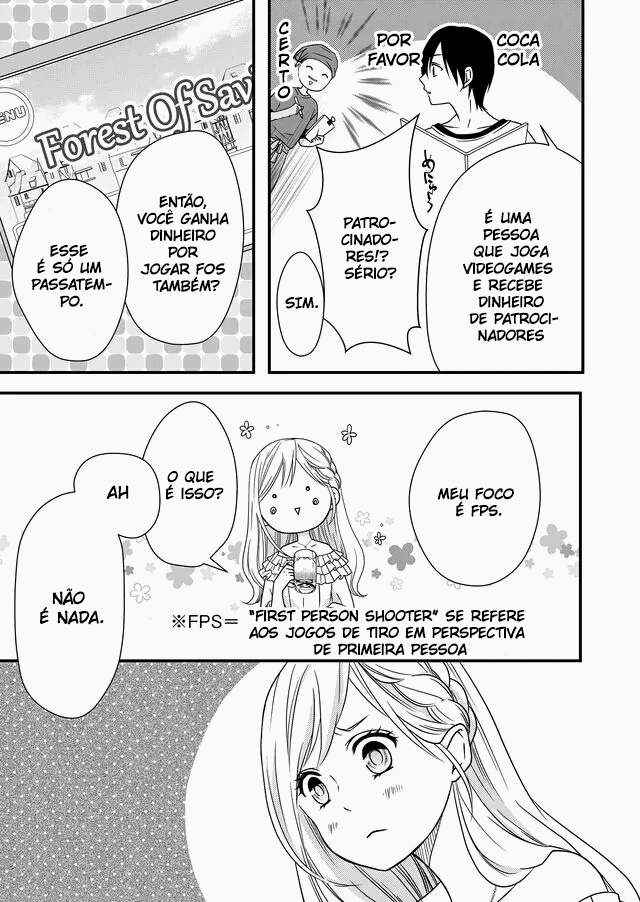 COCA
COLA
POR
FAVOR
CERTO
めにゅ〜
É UMA
PESSOA
QUE JOGA
VIDEOGAMES
E RECEBE
DINHEIRO
DE PATROCI-
NADORES
PATRO-
CINADO-
RES!?
SÉRIO?
SIM.
MENU
Forest Of Savi
ENTÃO,
VOCÊ GANHA
DINHEIRO
POR
JOGAR FOS
TAMBÉM?
ESSE
É SÓ UM
PASSATEM-
PO.
MEU FOCO
É FPS.
O QUE
É ISSO?
AH
NÃO
É NADA.
※FPS= "FIRST PERSON SHOOTER" SE REFERE
AOS JOGOS DE TIRO EM PERSPECTIVA
DE PRIMEIRA PESSOA